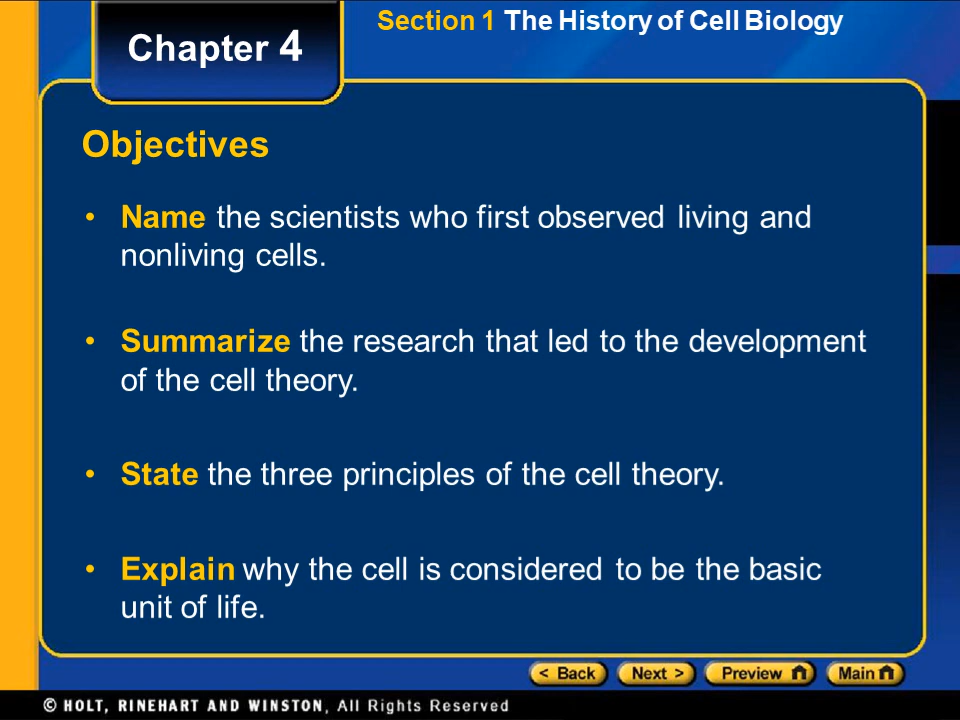 Section 1 The History of Cell Biology
Chapter 4
Objectives
• Name the scientists who first observed living and
nonliving cells.
• Summarize the research that led to the development
of the cell theory.
• State the three principles of the cell theory.
• Explain why the cell is considered to be the basic
unit of life.
< Back Next > Preview Main
© HOLT, RINEHART AND WINSTON, All Rights Reserved